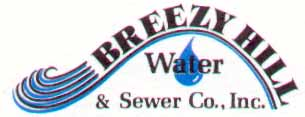 BREEZY HILL
Water
& Sewer Co., Inc.